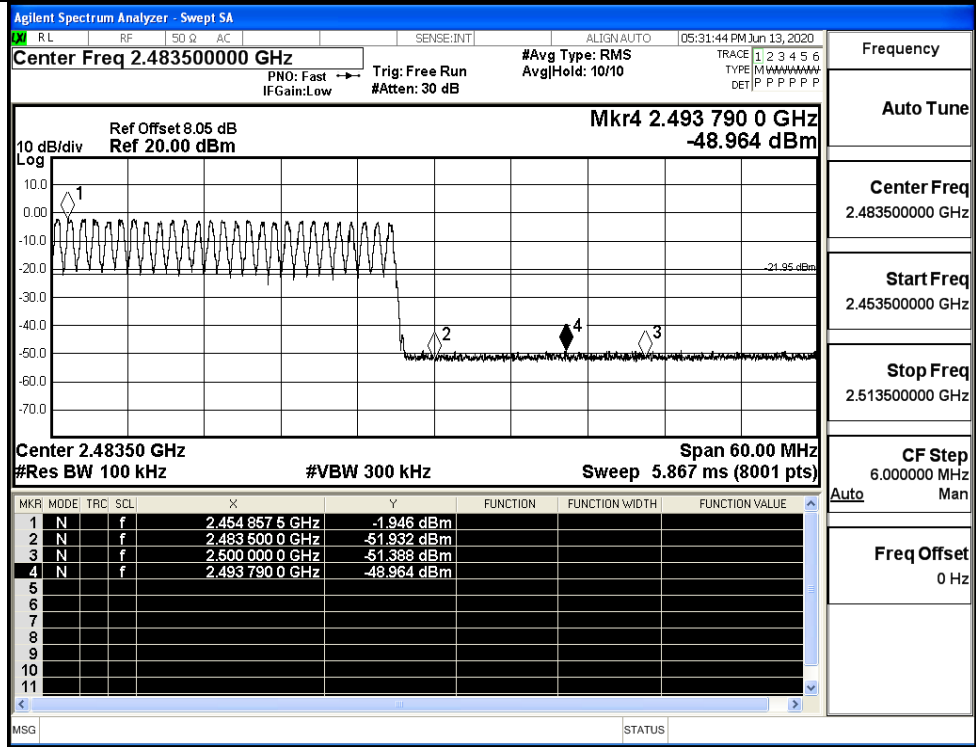 Agilent Spectrum Analyzer - Swept SA
LXI RL RF 50 Ω AC SENSE:INT ALIGN AUTO 05:31:44 PM Jun 13, 2020
Center Freq 2.483500000 GHz
PNO: Fast
IFGain:Low
Trig: Free Run
#Atten: 30 dB
#Avg Type: RMS
Avg|Hold: 10/10
TRACE 1 2 3 4 5 6
TYPE M WWWWW
DET P P P P P P
Ref Offset 8.05 dB
10 dB/div Ref 20.00 dBm
Log
Mkr4 2.493 790 0 GHz
-48.964 dBm
10.0
0.00
-10.0
-20.0
-30.0
-40.0
-50.0
-60.0
-70.0
1
-21.95 dBm
2
4
3
Center 2.48350 GHz Span 60.00 MHz
#Res BW 100 kHz #VBW 300 kHz Sweep 5.867 ms (8001 pts)
MKR MODE TRC SCL X Y FUNCTION FUNCTION WIDTH FUNCTION VALUE
1 N f 2.454 857 5 GHz -1.946 dBm
2 N f 2.483 500 0 GHz -51.932 dBm
3 N f 2.500 000 0 GHz -51.388 dBm
4 N f 2.493 790 0 GHz -48.964 dBm
5
6
7
8
9
10
11
MSG STATUS
Frequency
Auto Tune
Center Freq
2.483500000 GHz
Start Freq
2.453500000 GHz
Stop Freq
2.513500000 GHz
CF Step
6.000000 MHz
Auto Man
Freq Offset
0 Hz